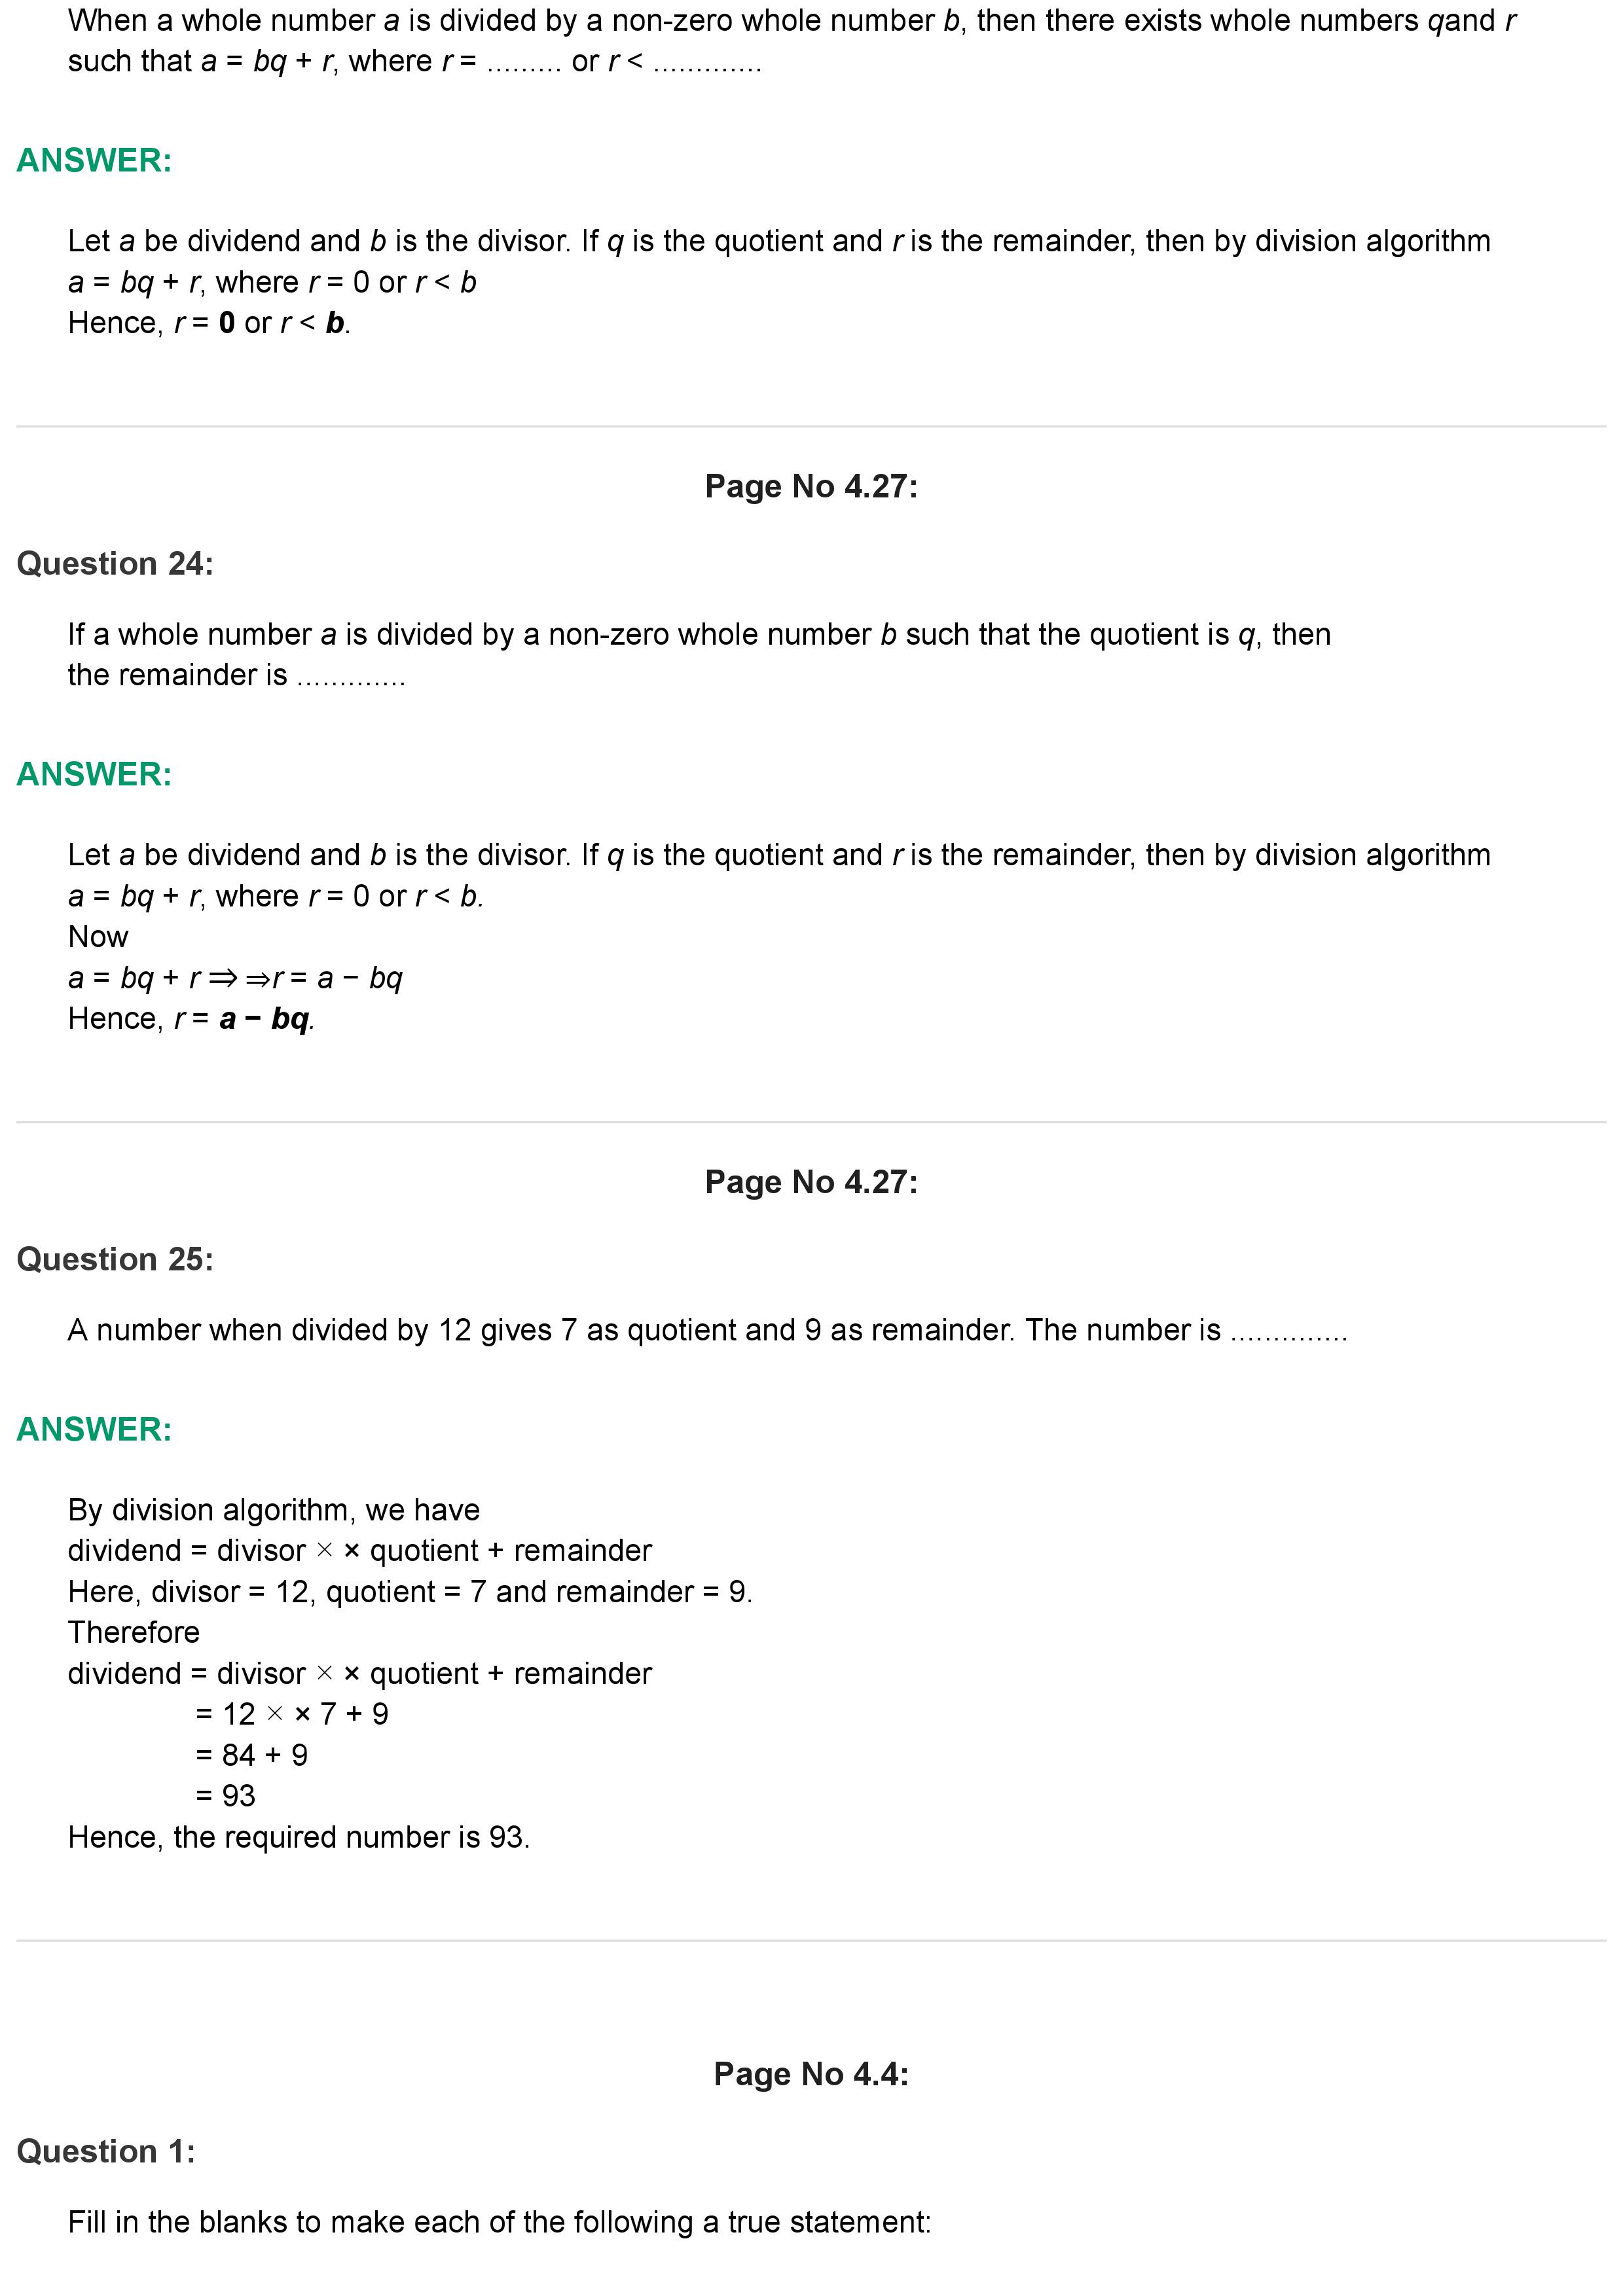 When a whole number a is divided by a non-zero whole number b, then there exists whole numbers qand r
such that a = bq + r, where r = ......... or r < .............
ANSWER:
Let a be dividend and b is the divisor. If q is the quotient and r is the remainder, then by division algorithm
a = bq + r, where r = 0 or r < b
Hence, r = 0 or r < b.
Page No 4.27:
Question 24:
If a whole number a is divided by a non-zero whole number b such that the quotient is q, then
the remainder is .............
ANSWER:
Let a be dividend and b is the divisor. If q is the quotient and r is the remainder, then by division algorithm
a = bq + r, where r = 0 or r < b.
Now
a = bq + r ⇒ ⇒r = a − bq
Hence, r = a − bq.
Page No 4.27:
Question 25:
A number when divided by 12 gives 7 as quotient and 9 as remainder. The number is ..............
ANSWER:
By division algorithm, we have
dividend = divisor × × quotient + remainder
Here, divisor = 12, quotient = 7 and remainder = 9.
Therefore
dividend = divisor × × quotient + remainder
= 12 × × 7 + 9
= 84 + 9
= 93
Hence, the required number is 93.
Page No 4.4:
Question 1:
Fill in the blanks to make each of the following a true statement: